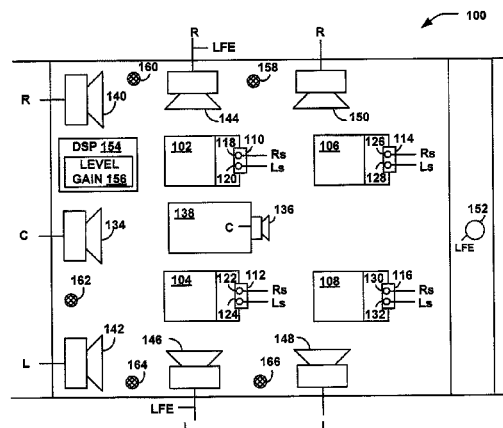 100
R
R
LFE
160
158
R
140
144
150
DSP 154
LEVEL
GAIN 156
102
118
110
Rs
120
Ls
106
126
114
Rs
128
Ls
138
136
C
C
134
152
LFE
162
104
122
112
Rs
124
Ls
108
130
116
Rs
132
Ls
142
146
148
L
164
166
LFE